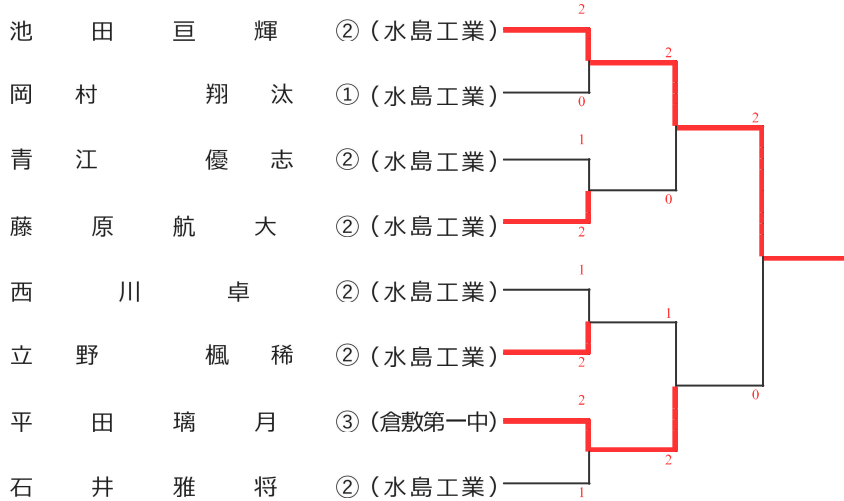 2
池田亘輝 ② (水島工業)
2
岡村翔汰 ① (水島工業)
0
2
1
青江優志 ② (水島工業)
0
藤原航大 ② (水島工業)
2
1
西川卓 ② (水島工業)
1
立野楓稀 ② (水島工業)
2
0
2
平田璃月 ③ (倉敷第一中)
2
石井雅将 ② (水島工業)
1